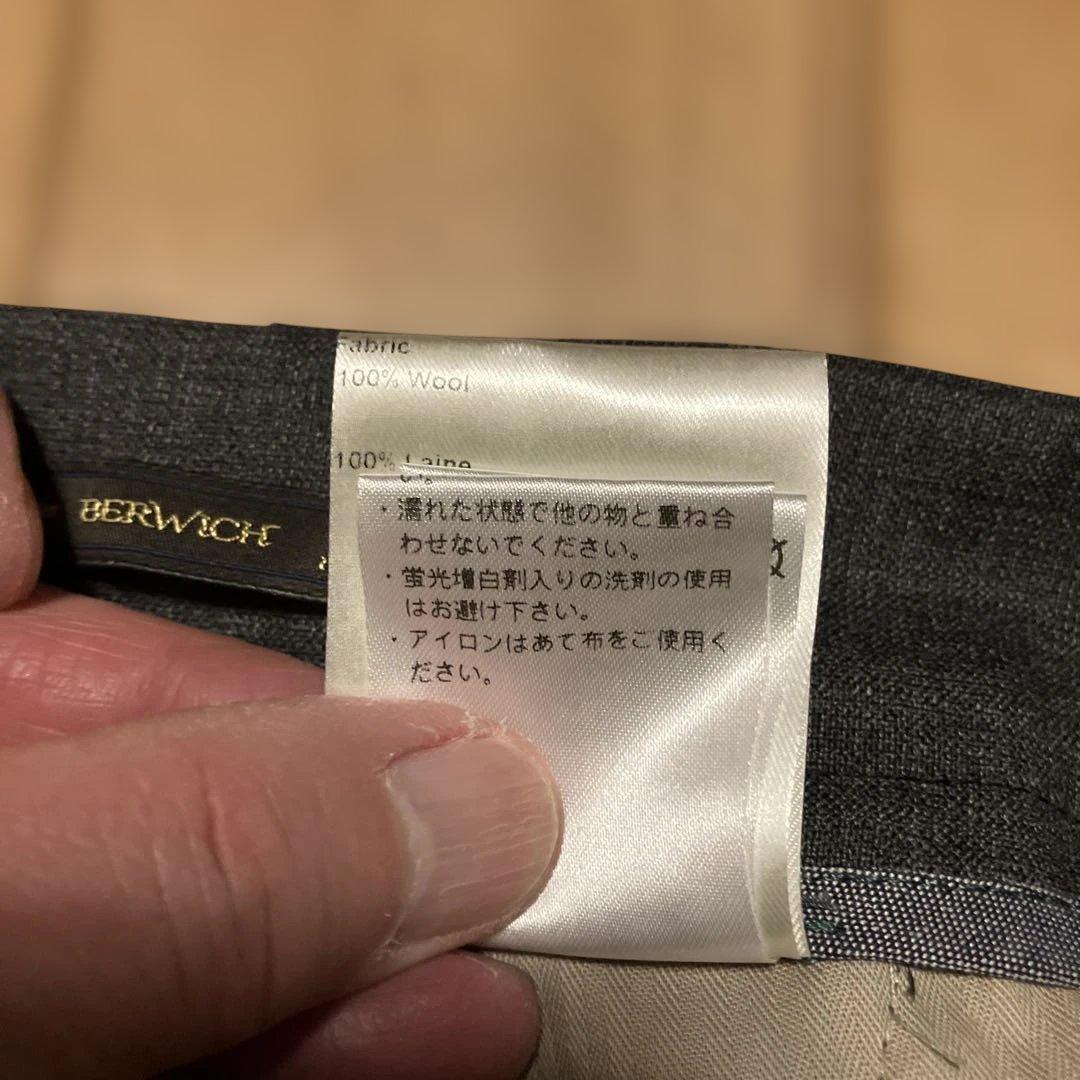 Fabric
100% Wool
100% Laine
BERWICH
・濡れた状態で他の物と重ね合
わせないでください。
・蛍光増白剤入りの洗剤の使用
はお避け下さい。
・アイロンはあて布をご使用く
ださい。